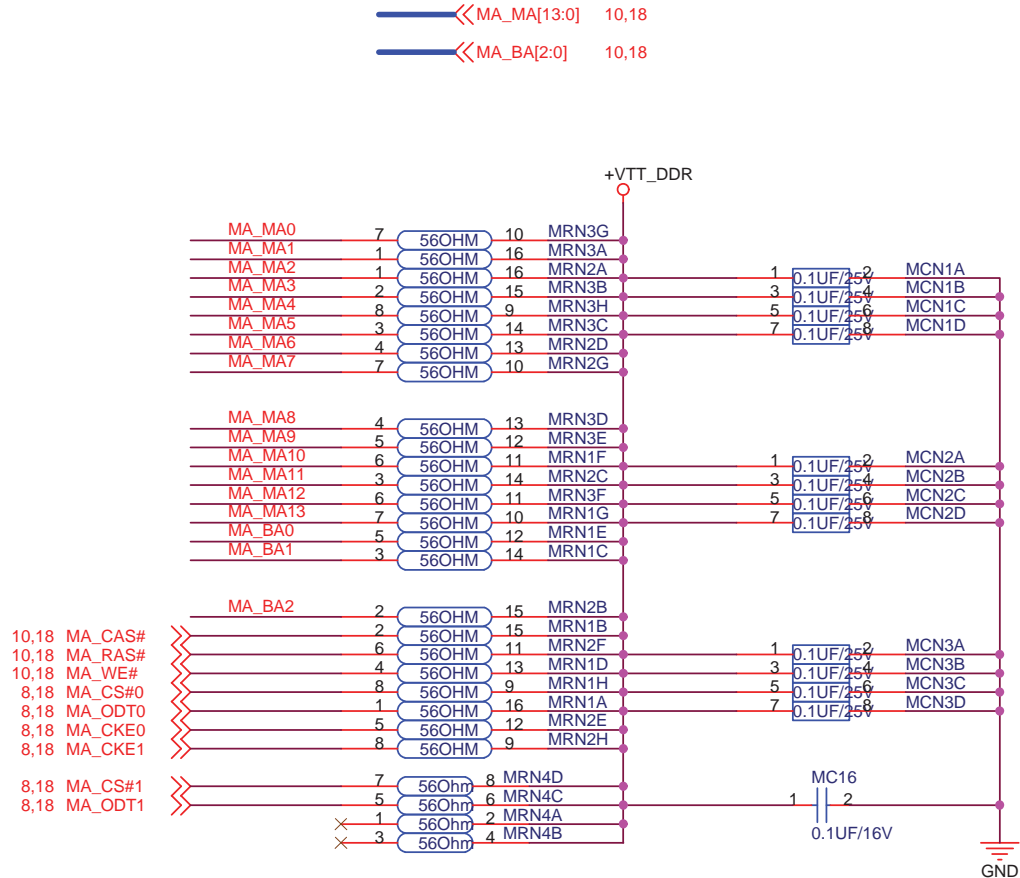 MA_MA[13:0] 10,18
MA_BA[2:0] 10,18
+VTT_DDR
MA_MA0 7 56OHM 10 MRN3G
MA_MA1 1 56OHM 16 MRN3A
MA_MA2 1 56OHM 16 MRN2A 1 0.1UF/25V 2 MCN1A
MA_MA3 2 56OHM 15 MRN3B 3 0.1UF/25V 4 MCN1B
MA_MA4 8 56OHM 9 MRN3H 5 0.1UF/25V 6 MCN1C
MA_MA5 3 56OHM 14 MRN3C 7 0.1UF/25V 8 MCN1D
MA_MA6 4 56OHM 13 MRN2D
MA_MA7 7 56OHM 10 MRN2G
MA_MA8 4 56OHM 13 MRN3D
MA_MA9 5 56OHM 12 MRN3E
MA_MA10 6 56OHM 11 MRN1F 1 0.1UF/25V 2 MCN2A
MA_MA11 3 56OHM 14 MRN2C 3 0.1UF/25V 4 MCN2B
MA_MA12 6 56OHM 11 MRN3F 5 0.1UF/25V 6 MCN2C
MA_MA13 7 56OHM 10 MRN1G 7 0.1UF/25V 8 MCN2D
MA_BA0 5 56OHM 12 MRN1E
MA_BA1 3 56OHM 14 MRN1C
MA_BA2 2 56OHM 15 MRN2B
10,18 MA_CAS# 2 56OHM 15 MRN1B
10,18 MA_RAS# 6 56OHM 11 MRN2F 1 0.1UF/25V 2 MCN3A
10,18 MA_WE# 4 56OHM 13 MRN1D 3 0.1UF/25V 4 MCN3B
8,18 MA_CS#0 8 56OHM 9 MRN1H 5 0.1UF/25V 6 MCN3C
8,18 MA_ODT0 1 56OHM 16 MRN1A 7 0.1UF/25V 8 MCN3D
8,18 MA_CKE0 5 56OHM 12 MRN2E
8,18 MA_CKE1 8 56OHM 9 MRN2H
8,18 MA_CS#1 7 56Ohm 8 MRN4D MC16
8,18 MA_ODT1 5 56Ohm 6 MRN4C 1 2
1 56Ohm 2 MRN4A
3 56Ohm 4 MRN4B 0.1UF/16V
GND